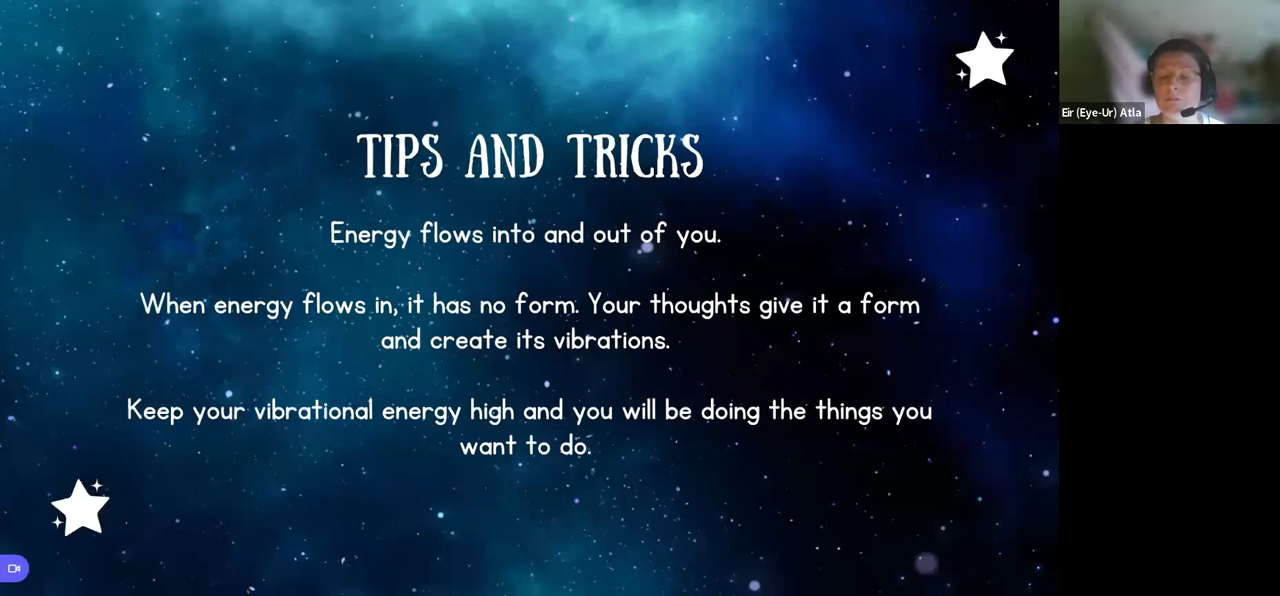 TIPS AND TRICKS
Energy flows into and out of you.
When energy flows in, it has no form. Your thoughts give it a form
and create its vibrations.
Keep your vibrational energy high and you will be doing the things you
want to do.
Eir (Eye-Ur) Atla